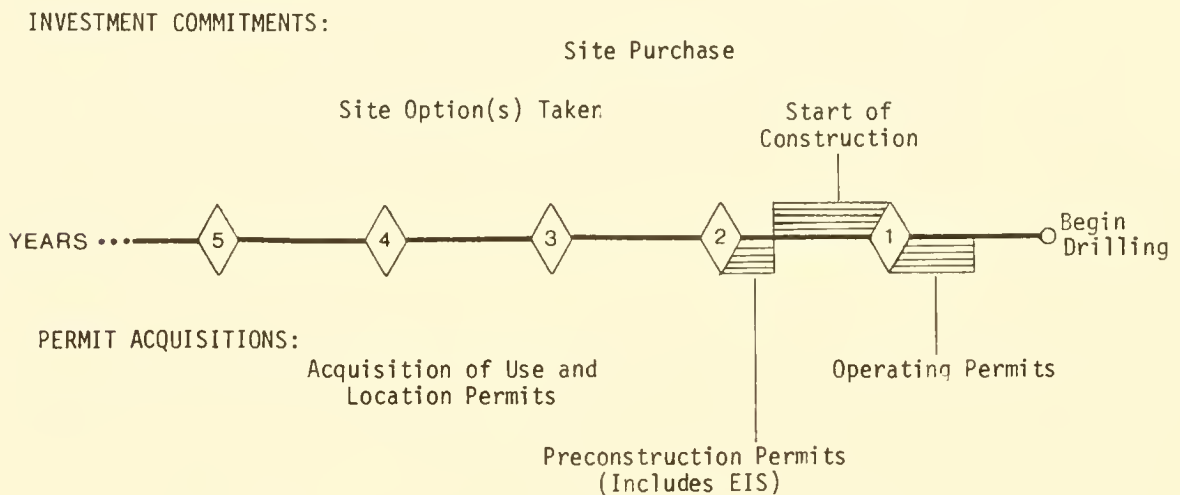 INVESTMENT COMMITMENTS:
Site Purchase
Site Option(s) Taken
Start of
Construction
YEARS ••• 5 4 3 2 1 Begin
Drilling
PERMIT ACQUISITIONS:
Acquisition of Use and
Location Permits
Operating Permits
Preconstruction Permits
(Includes EIS)